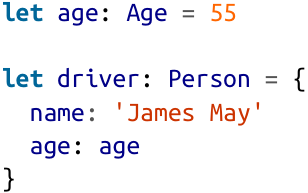 let age: Age = 55
let driver: Person = {
name: 'James May'
age: age
}